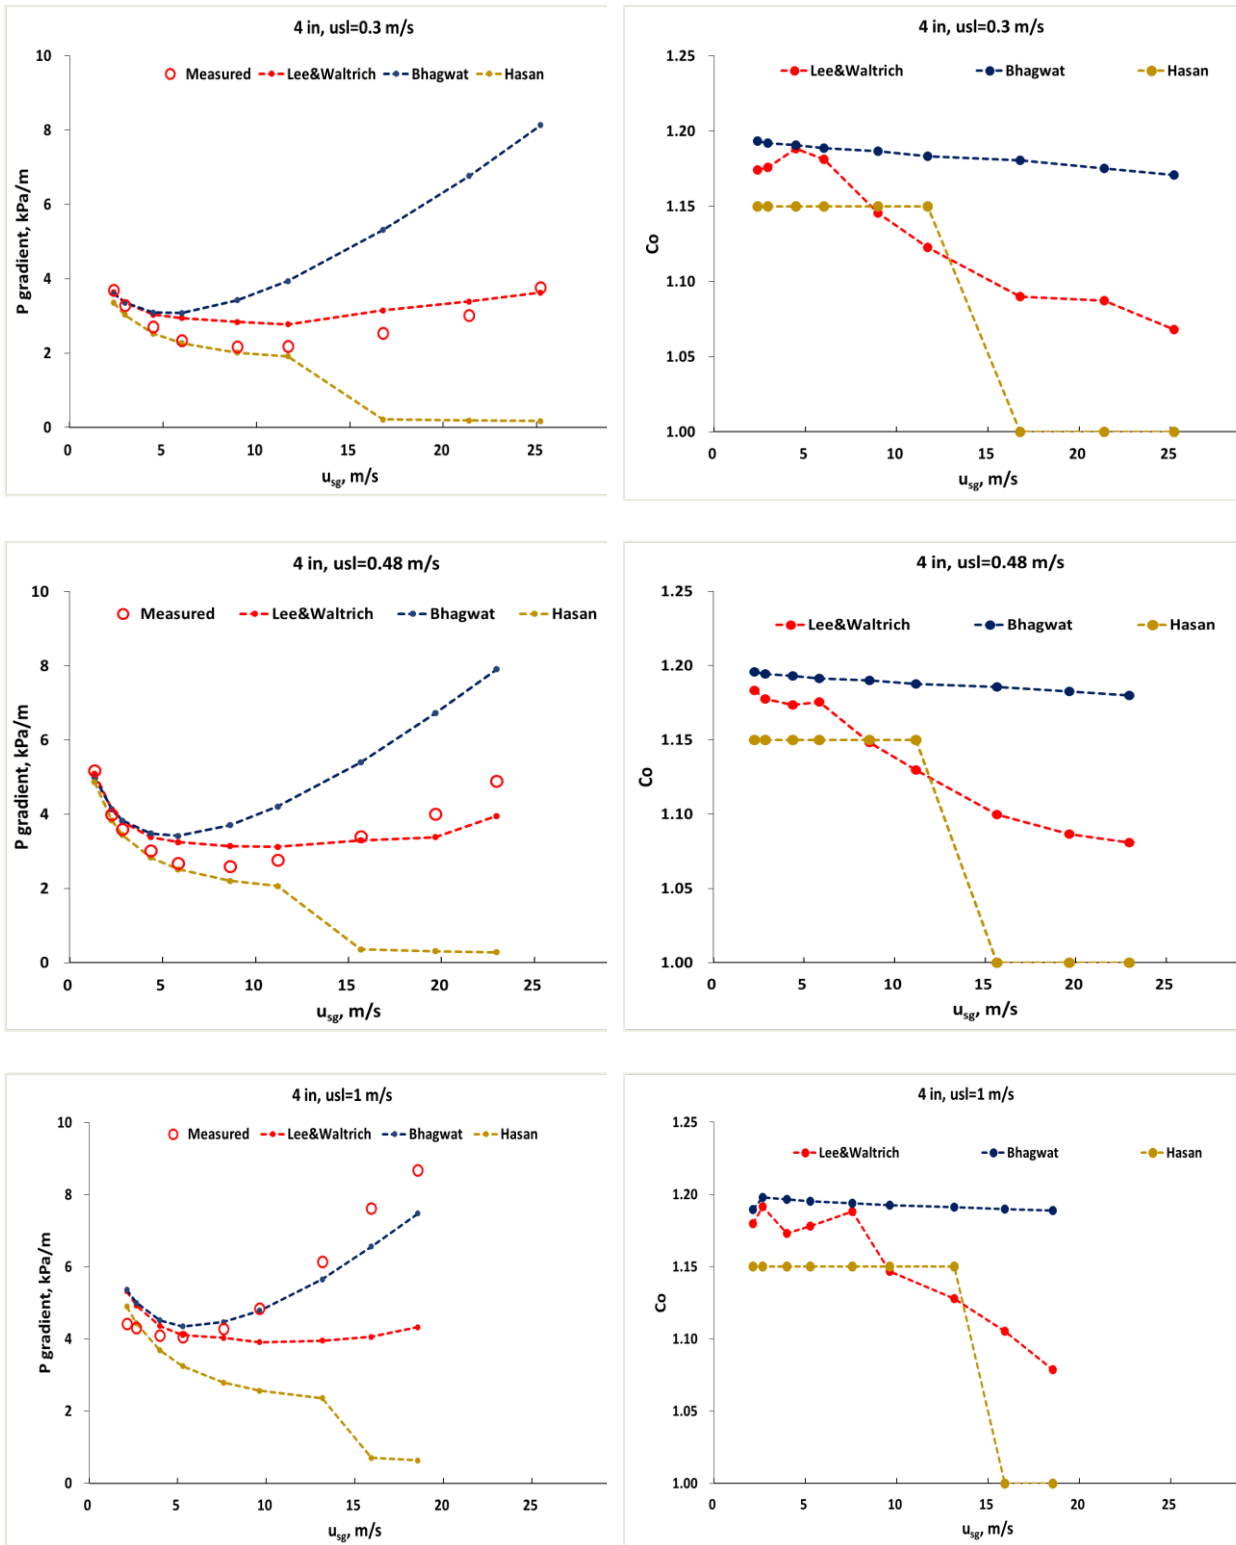 4 in, usl=0.3 m/s
10
Measured Lee&Waltrich Bhagwat Hasan
8
6
4
2
0
0 5 10 15 20 25
P gradient, kPa/m
usg, m/s
4 in, usl=0.3 m/s
1.25
Lee&Waltrich Bhagwat Hasan
1.20
1.15
1.10
1.05
1.00
0 5 10 15 20 25
Co
usg, m/s
4 in, usl=0.48 m/s
10
Measured Lee&Waltrich Bhagwat Hasan
8
6
4
2
0
0 5 10 15 20 25
P gradient, kPa/m
usg, m/s
4 in, usl=0.48 m/s
1.25
Lee&Waltrich Bhagwat Hasan
1.20
1.15
1.10
1.05
1.00
0 5 10 15 20 25
Co
usg, m/s
4 in, usl=1 m/s
10
Measured Lee&Waltrich Bhagwat Hasan
8
6
4
2
0
0 5 10 15 20 25
P gradient, kPa/m
usg, m/s
4 in, usl=1 m/s
1.25
Lee&Waltrich Bhagwat Hasan
1.20
1.15
1.10
1.05
1.00
0 5 10 15 20 25
Co
usg, m/s